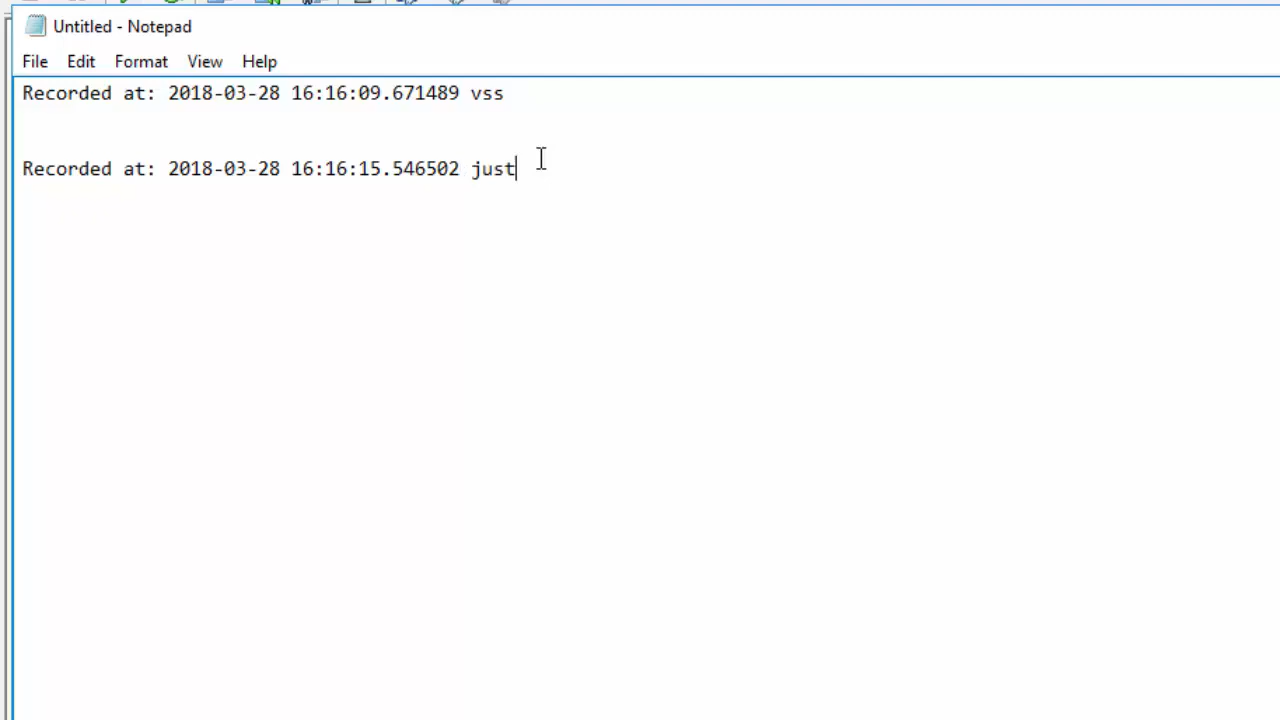 Untitled - Notepad
File Edit Format View Help
Recorded at: 2018-03-28 16:16:09.671489 vss
Recorded at: 2018-03-28 16:16:15.546502 just